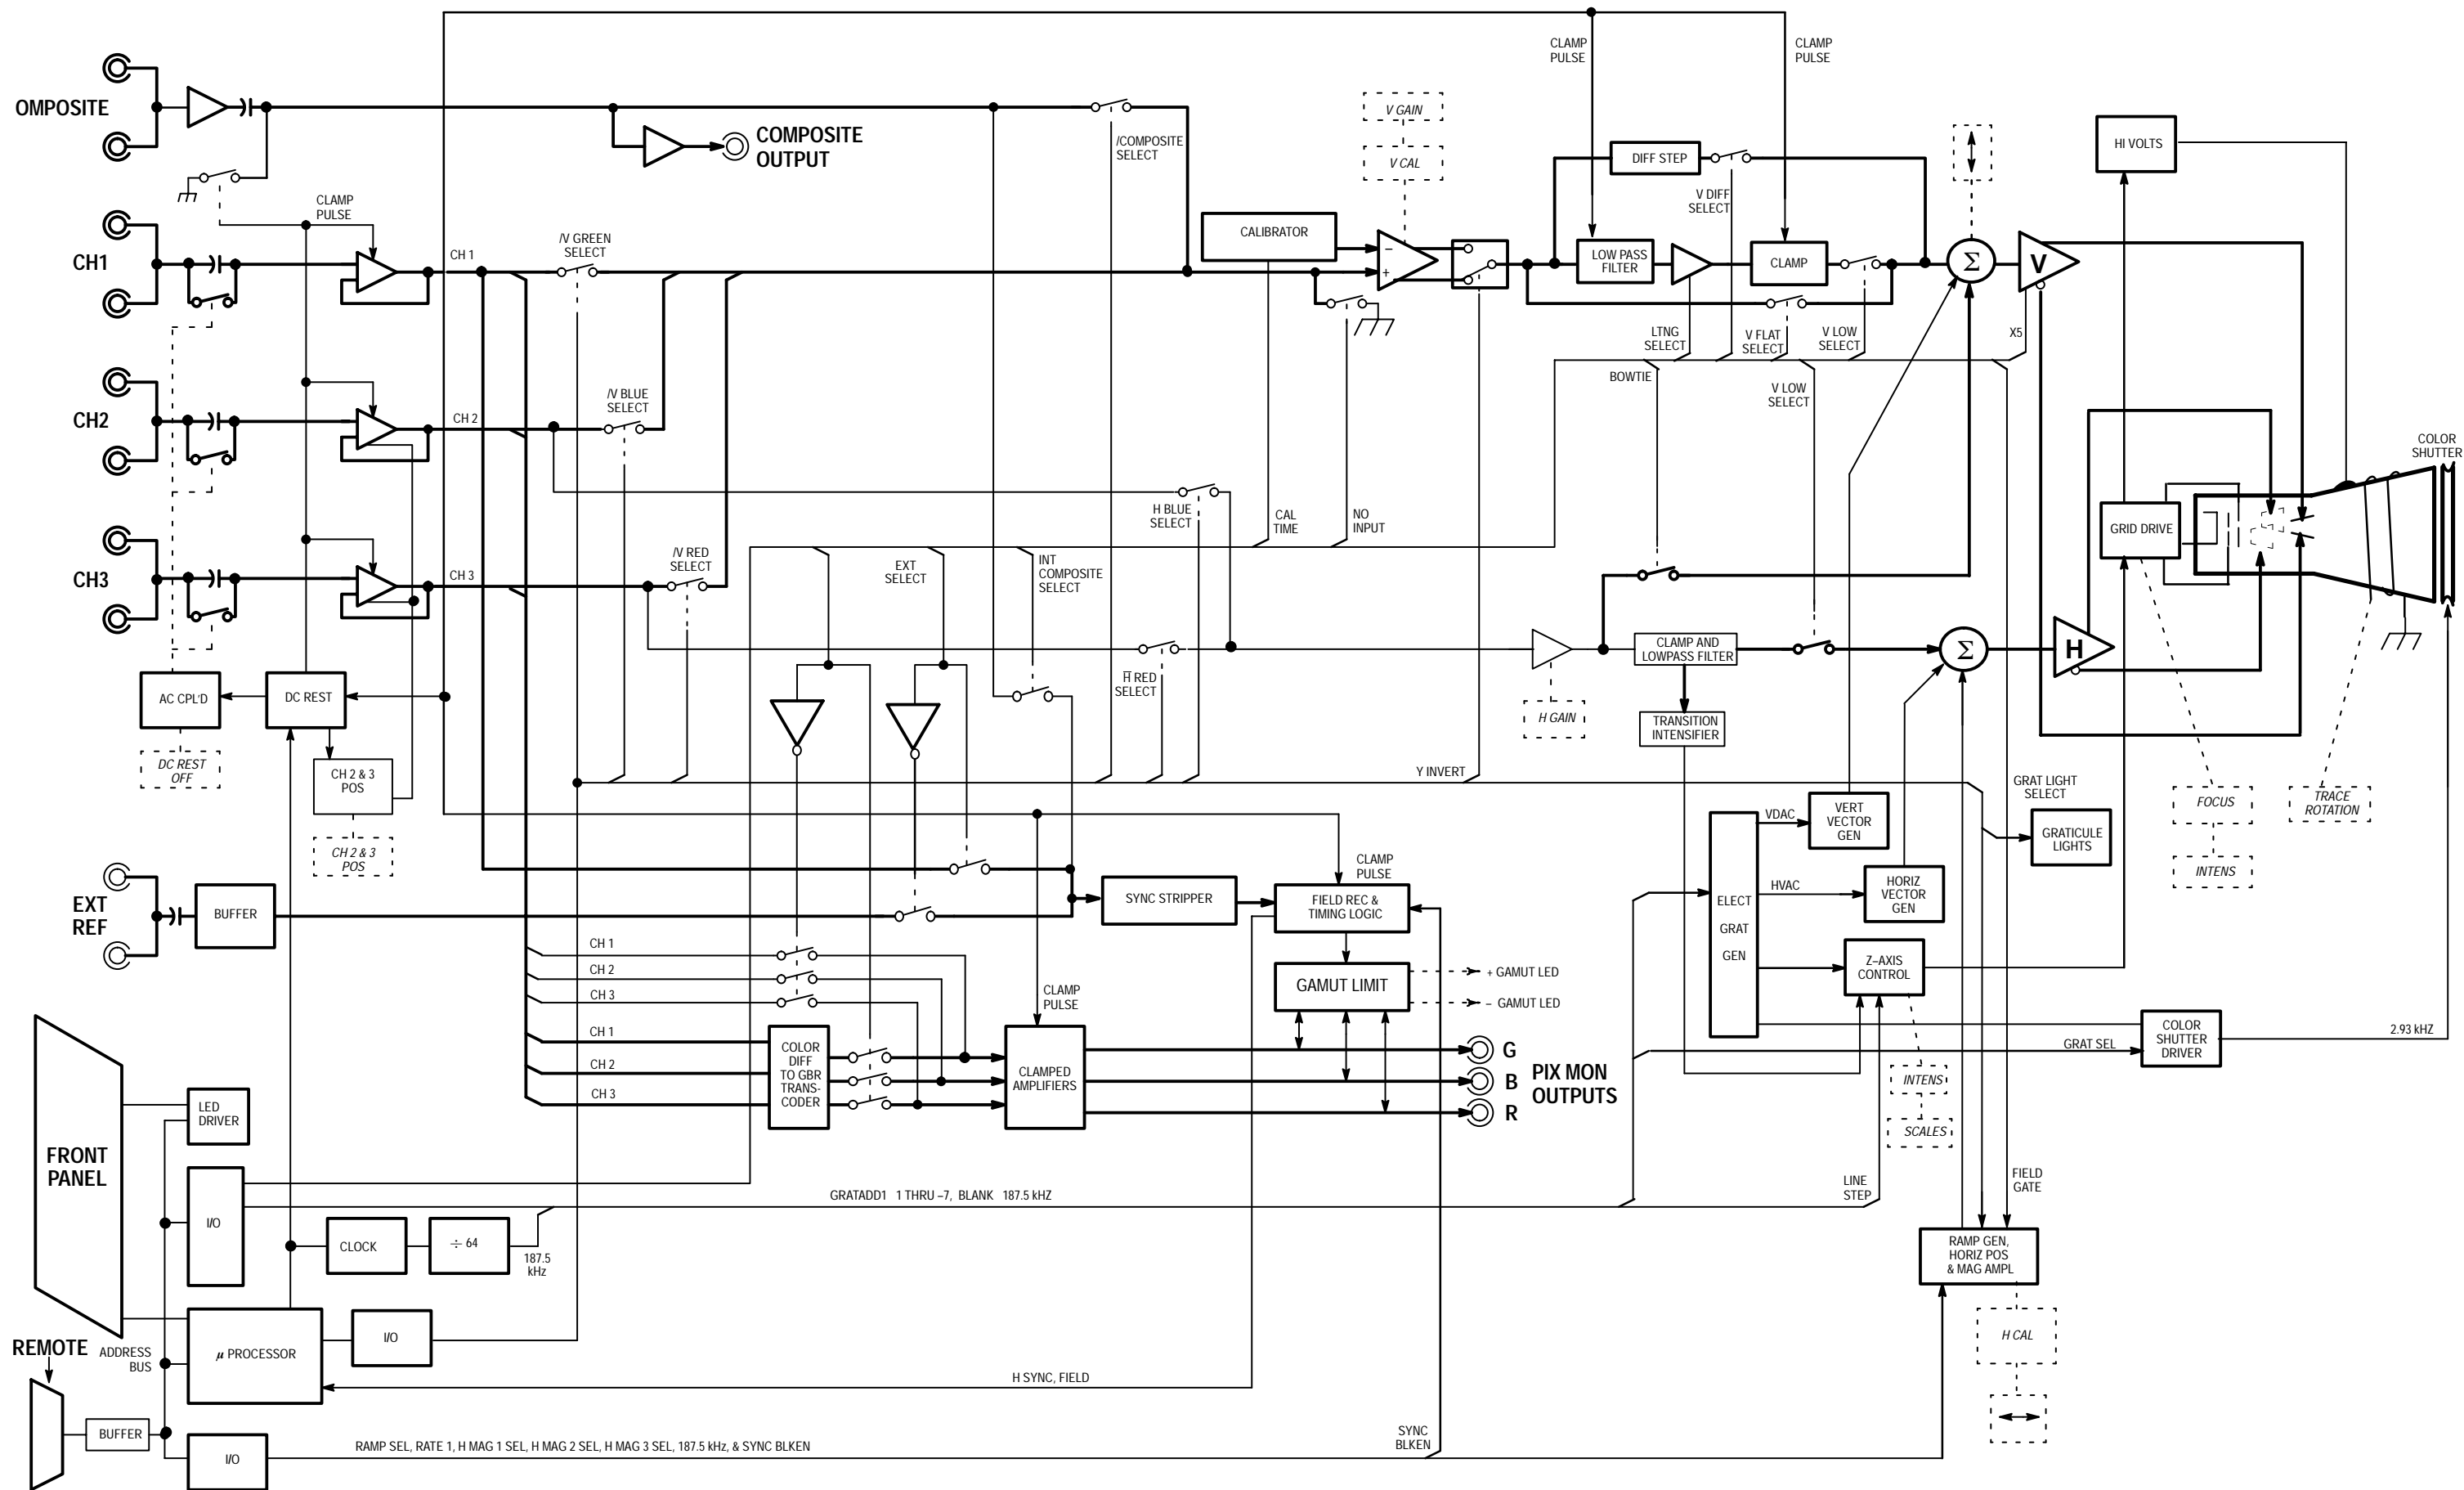 CLAMP
PULSE
CLAMP
PULSE
OMPOSITE
COMPOSITE
OUTPUT
/COMPOSITE
SELECT
V GAIN
V CAL
DIFF STEP
V DIFF
SELECT
HI VOLTS
CLAMP
PULSE
CH1
CH 1
/V GREEN
SELECT
CALIBRATOR
−
+
LOW PASS
FILTER
CLAMP
Σ
V
LTNG
SELECT
V FLAT
SELECT
V LOW
SELECT
X5
BOWTIE
V LOW
SELECT
CH2
CH 2
/V BLUE
SELECT
COLOR
SHUTTER
H BLUE
SELECT
CAL
TIME
NO
INPUT
GRID DRIVE
CH3
CH 3
/V RED
SELECT
EXT
SELECT
INT
COMPOSITE
SELECT
H RED
SELECT
H GAIN
CLAMP AND
LOWPASS FILTER
Σ
H
AC CPL'D
DC REST
TRANSITION
INTENSIFIER
DC REST
OFF
CH 2 & 3
POS
Y INVERT
CH 2 & 3
POS
GRAT LIGHT
SELECT
FOCUS
TRACE
ROTATION
VDAC
VERT
VECTOR
GEN
GRATICULE
LIGHTS
INTENS
EXT
REF
BUFFER
SYNC STRIPPER
CLAMP
PULSE
FIELD REC &
TIMING LOGIC
ELECT
GRAT
GEN
HVAC
HORIZ
VECTOR
GEN
CH 1
CH 2
CH 3
CLAMP
PULSE
GAMUT LIMIT
+ GAMUT LED
− GAMUT LED
Z−AXIS
CONTROL
CH 1
CH 2
CH 3
COLOR
DIFF
TO GBR
TRANS-
CODER
CLAMPED
AMPLIFIERS
G
B
R
PIX MON
OUTPUTS
GRAT SEL
COLOR
SHUTTER
DRIVER
2.93 kHZ
INTENS
SCALES
FRONT
PANEL
LED
DRIVER
I/O
GRATADD1 1 THRU −7, BLANK 187.5 kHZ
LINE
STEP
FIELD
GATE
CLOCK
÷ 64
187.5
kHz
RAMP GEN,
HORIZ POS
& MAG AMPL
H CAL
REMOTE
ADDRESS
BUS
µ PROCESSOR
I/O
H SYNC, FIELD
BUFFER
I/O
RAMP SEL, RATE 1, H MAG 1 SEL, H MAG 2 SEL, H MAG 3 SEL, 187.5 kHz, & SYNC BLKEN
SYNC
BLKEN